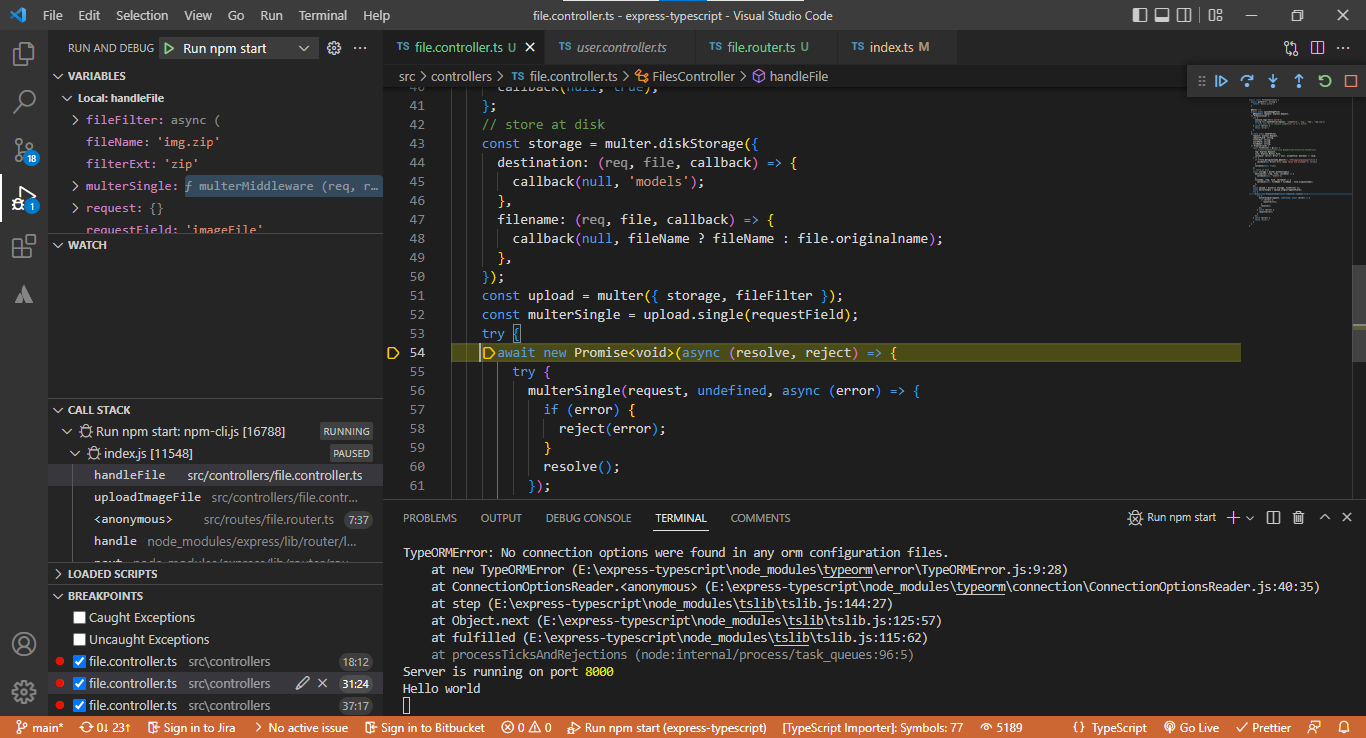 File Edit Selection View Go Run Terminal Help
file.controller.ts - express-typescript - Visual Studio Code
RUN AND DEBUG Run npm start
VARIABLES
Local: handleFile
fileFilter: async (
fileName: 'img.zip'
filterExt: 'zip'
multerSingle: ƒ multerMiddleware (req, r…
request: {}
requestField: 'imageFile'
WATCH
CALL STACK
Run npm start: npm-cli.js [16788] RUNNING
index.js [11548] PAUSED
handleFile src/controllers/file.controller.ts
uploadImageFile src/controllers/file.contr...
<anonymous> src/routes/file.router.ts 7:37
handle node_modules/express/lib/router/l...
next node_modules/express/lib/router/rou...
LOADED SCRIPTS
BREAKPOINTS
Caught Exceptions
Uncaught Exceptions
file.controller.ts src\controllers 18:12
file.controller.ts src\controllers 31:24
file.controller.ts src\controllers 37:17
18
1
TS file.controller.ts U
TS user.controller.ts
TS file.router.ts U
TS index.ts M
src > controllers > TS file.controller.ts > FilesController > handleFile
40 callback(null, true);
41 };
42 // store at disk
43 const storage = multer.diskStorage({
44 destination: (req, file, callback) => {
45 callback(null, 'models');
46 },
47 filename: (req, file, callback) => {
48 callback(null, fileName ? fileName : file.originalname);
49 },
50 });
51 const upload = multer({ storage, fileFilter });
52 const multerSingle = upload.single(requestField);
53 try {
54 await new Promise<void>(async (resolve, reject) => {
55 try {
56 multerSingle(request, undefined, async (error) => {
57 if (error) {
58 reject(error);
59 }
60 resolve();
61 });
PROBLEMS OUTPUT DEBUG CONSOLE TERMINAL COMMENTS
Run npm start
TypeORMError: No connection options were found in any orm configuration files.
at new TypeORMError (E:\express-typescript\node_modules\typeorm\error\TypeORMError.js:9:28)
at ConnectionOptionsReader.<anonymous> (E:\express-typescript\node_modules\typeorm\connection\ConnectionOptionsReader.js:40:35)
at step (E:\express-typescript\node_modules\tslib\tslib.js:144:27)
at Object.next (E:\express-typescript\node_modules\tslib\tslib.js:125:57)
at fulfilled (E:\express-typescript\node_modules\tslib\tslib.js:115:62)
at processTicksAndRejections (node:internal/process/task_queues:96:5)
Server is running on port 8000
Hello world
main* 0↓ 23↑ Sign in to Jira No active issue Sign in to Bitbucket 0 0 Run npm start (express-typescript) [TypeScript Importer]: Symbols: 77 5189 { } TypeScript Go Live Prettier